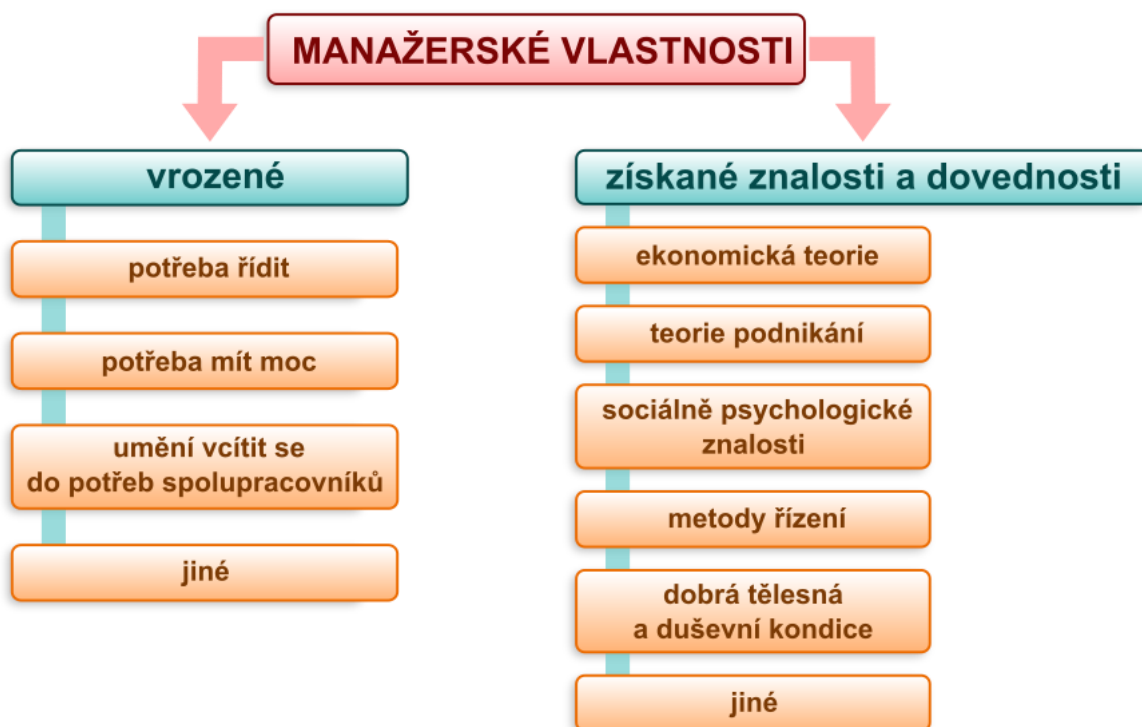 MANAŽERSKÉ VLASTNOSTI
vrozené
potřeba řídit
potřeba mít moc
umění vcítit se
do potřeb spolupracovníků
jiné
získané znalosti a dovednosti
ekonomická teorie
teorie podnikání
sociálně psychologické
znalosti
metody řízení
dobrá tělesná
a duševní kondice
jiné